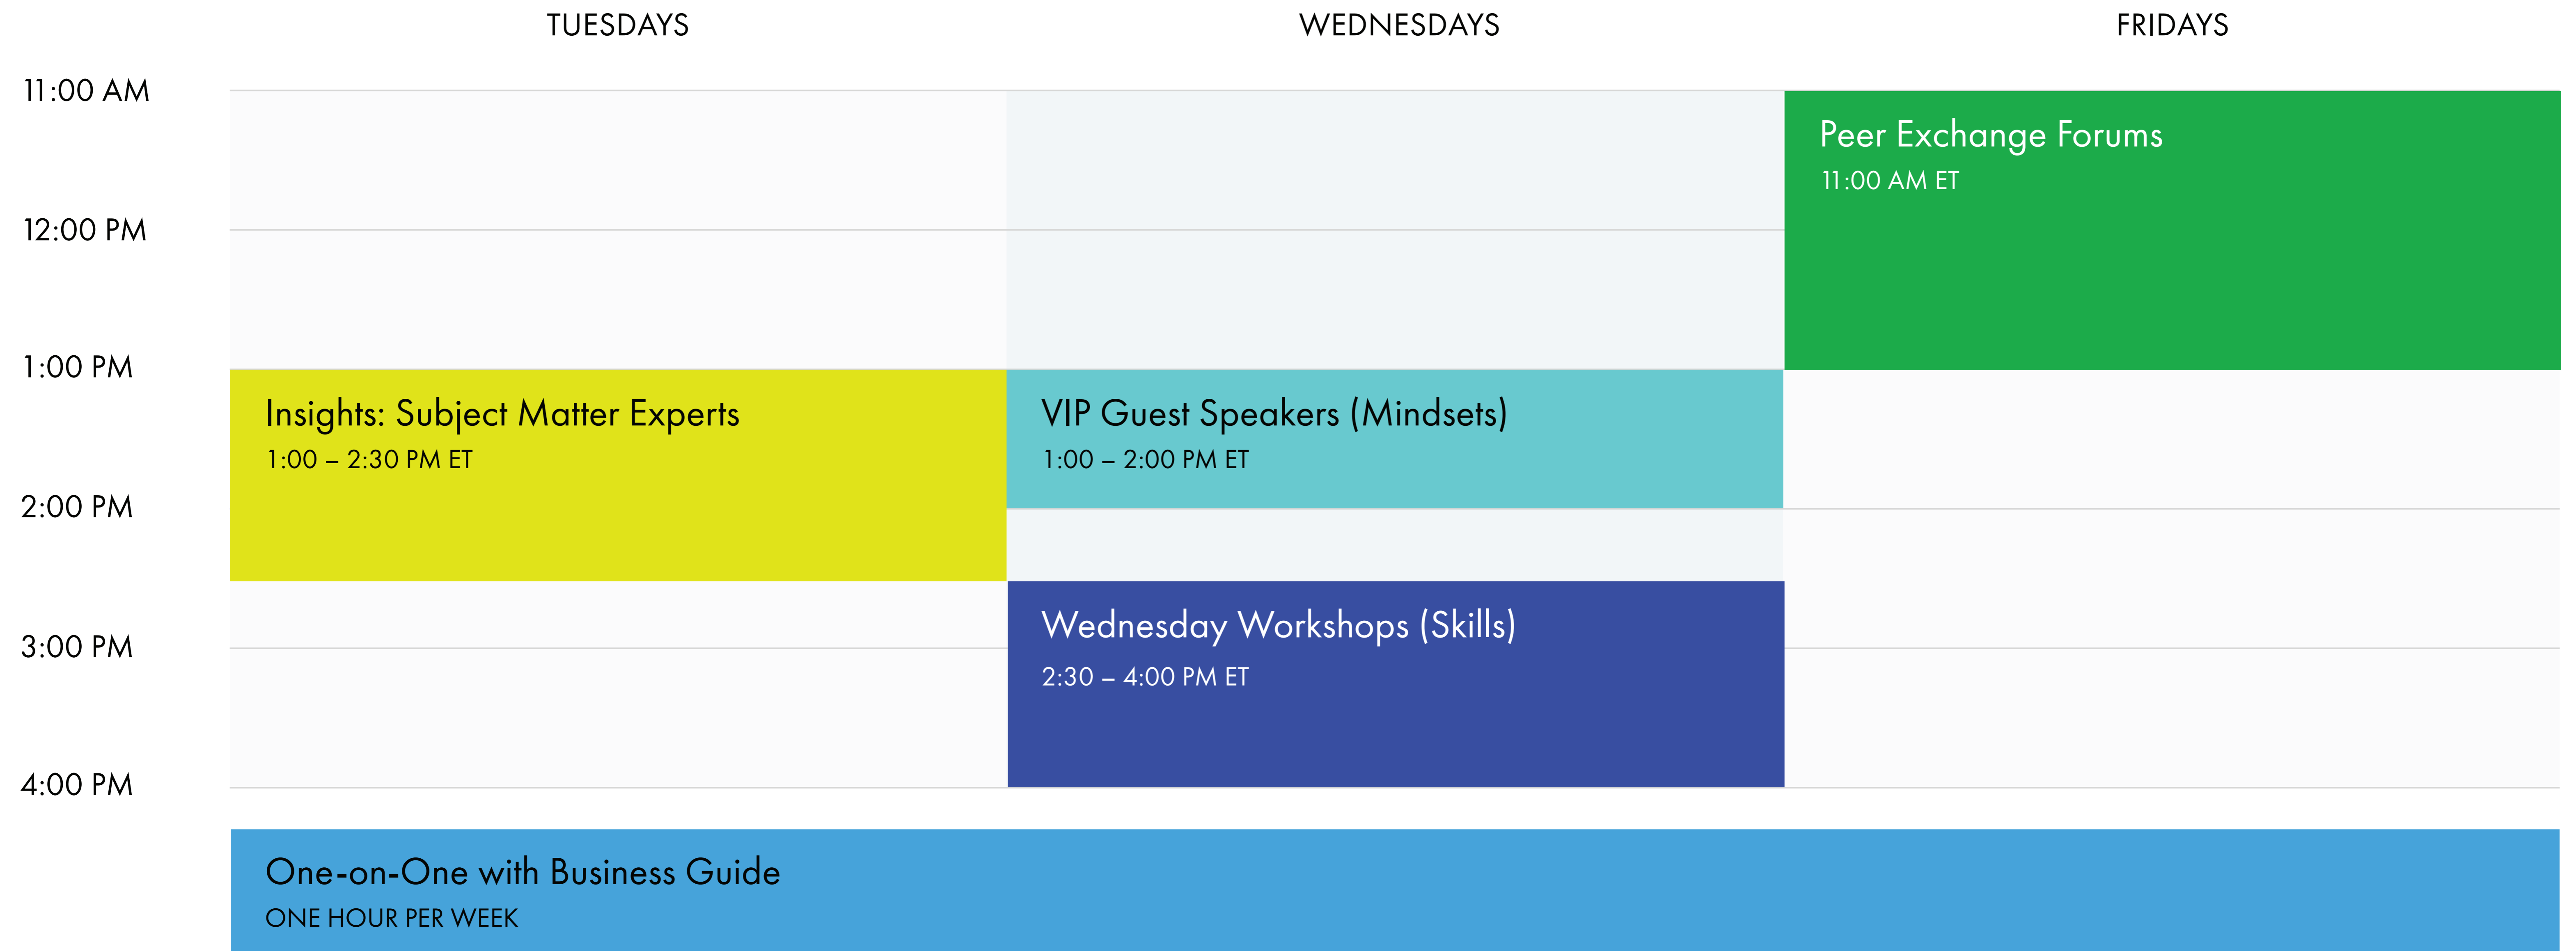 TUESDAYS
WEDNESDAYS
FRIDAYS
11:00 AM
12:00 PM
1:00 PM
2:00 PM
3:00 PM
4:00 PM
Peer Exchange Forums
11:00 AM ET
Insights: Subject Matter Experts
1:00 – 2:30 PM ET
VIP Guest Speakers (Mindsets)
1:00 – 2:00 PM ET
Wednesday Workshops (Skills)
2:30 – 4:00 PM ET
One-on-One with Business Guide
ONE HOUR PER WEEK